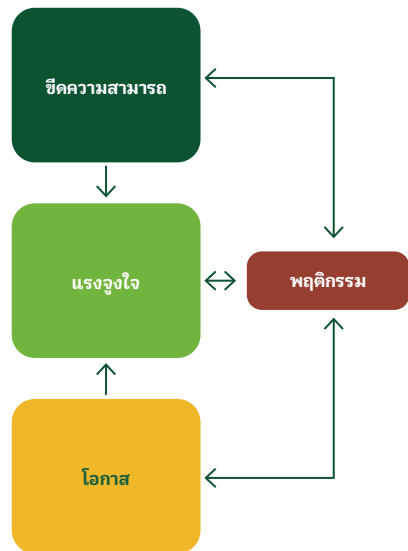 ขีดความสามารถ
แรงจูงใจ
พฤติกรรม
โอกาส